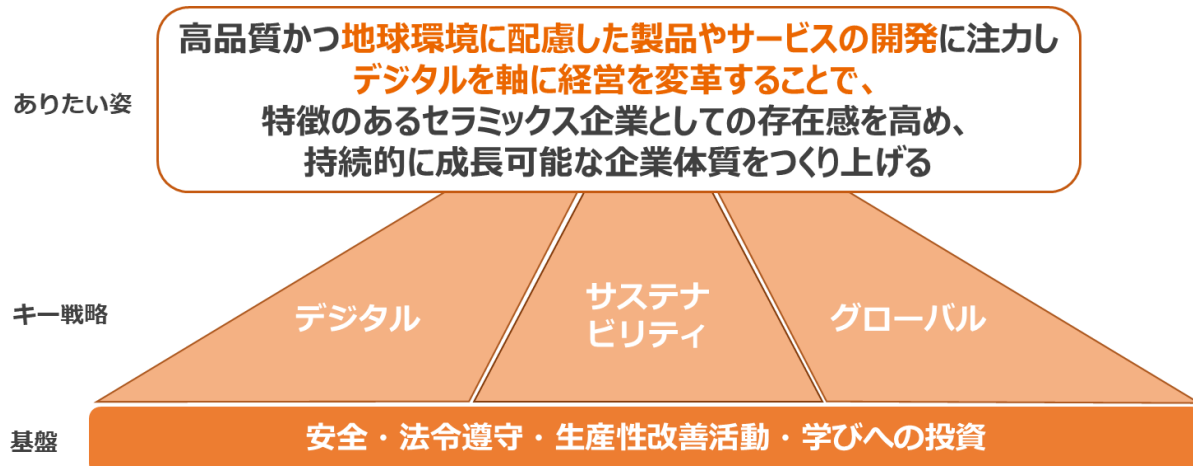 高品質かつ地球環境に配慮した製品やサービスの開発に注力し
デジタルを軸に経営を変革することで、
特徴のあるセラミックス企業としての存在感を高め、
持続的に成長可能な企業体質をつくり上げる
ありたい姿
キー戦略
デジタル
サステナ
ビリティ
グローバル
基盤
安全・法令遵守・生産性改善活動・学びへの投資